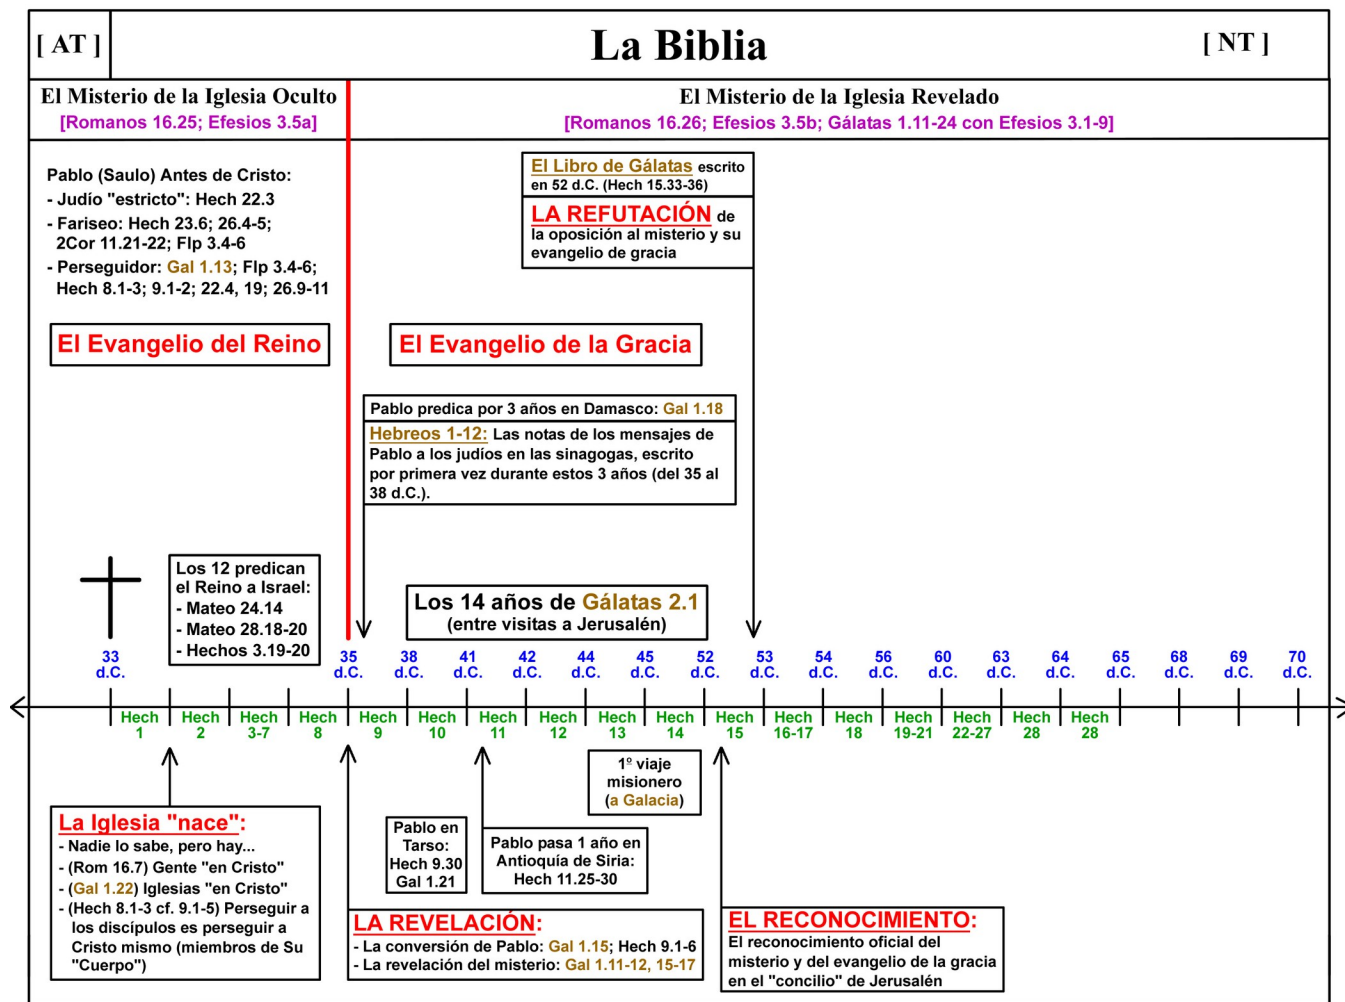 [ AT ]
La Biblia
[ NT ]
El Misterio de la Iglesia Oculto
[Romanos 16.25; Efesios 3.5a]
El Misterio de la Iglesia Revelado
[Romanos 16.26; Efesios 3.5b; Gálatas 1.11-24 con Efesios 3.1-9]
Pablo (Saulo) Antes de Cristo:
- Judío "estricto": Hech 22.3
- Fariseo: Hech 23.6; 26.4-5;
2Cor 11.21-22; Flp 3.4-6
- Perseguidor: Gal 1.13; Flp 3.4-6;
Hech 8.1-3; 9.1-2; 22.4, 19; 26.9-11
El Libro de Gálatas escrito
en 52 d.C. (Hech 15.33-36)
LA REFUTACIÓN de
la oposición al misterio y su
evangelio de gracia
El Evangelio del Reino
El Evangelio de la Gracia
Pablo predica por 3 años en Damasco: Gal 1.18
Hebreos 1-12: Las notas de los mensajes de
Pablo a los judíos en las sinagogas, escrito
por primera vez durante estos 3 años (del 35 al
38 d.C.).
Los 12 predican
el Reino a Israel:
- Mateo 24.14
- Mateo 28.18-20
- Hechos 3.19-20
Los 14 años de Gálatas 2.1
(entre visitas a Jerusalén)
33 d.C.
35 d.C.
38 d.C.
41 d.C.
42 d.C.
44 d.C.
45 d.C.
52 d.C.
53 d.C.
54 d.C.
56 d.C.
60 d.C.
63 d.C.
64 d.C.
65 d.C.
68 d.C.
69 d.C.
70 d.C.
Hech 1
Hech 2
Hech 3-7
Hech 8
Hech 9
Hech 10
Hech 11
Hech 12
Hech 13
Hech 14
Hech 15
Hech 16-17
Hech 18
Hech 19-21
Hech 22-27
Hech 28
Hech 28
La Iglesia "nace":
- Nadie lo sabe, pero hay...
- (Rom 16.7) Gente "en Cristo"
- (Gal 1.22) Iglesias "en Cristo"
- (Hech 8.1-3 cf. 9.1-5) Perseguir a
los discípulos es perseguir a
Cristo mismo (miembros de Su
"Cuerpo")
Pablo en
Tarso:
Hech 9.30
Gal 1.21
Pablo pasa 1 año en
Antioquía de Siria:
Hech 11.25-30
1º viaje
misionero
(a Galacia)
LA REVELACIÓN:
- La conversión de Pablo: Gal 1.15; Hech 9.1-6
- La revelación del misterio: Gal 1.11-12, 15-17
EL RECONOCIMIENTO:
El reconocimiento oficial del
misterio y del evangelio de la gracia
en el "concilio" de Jerusalén